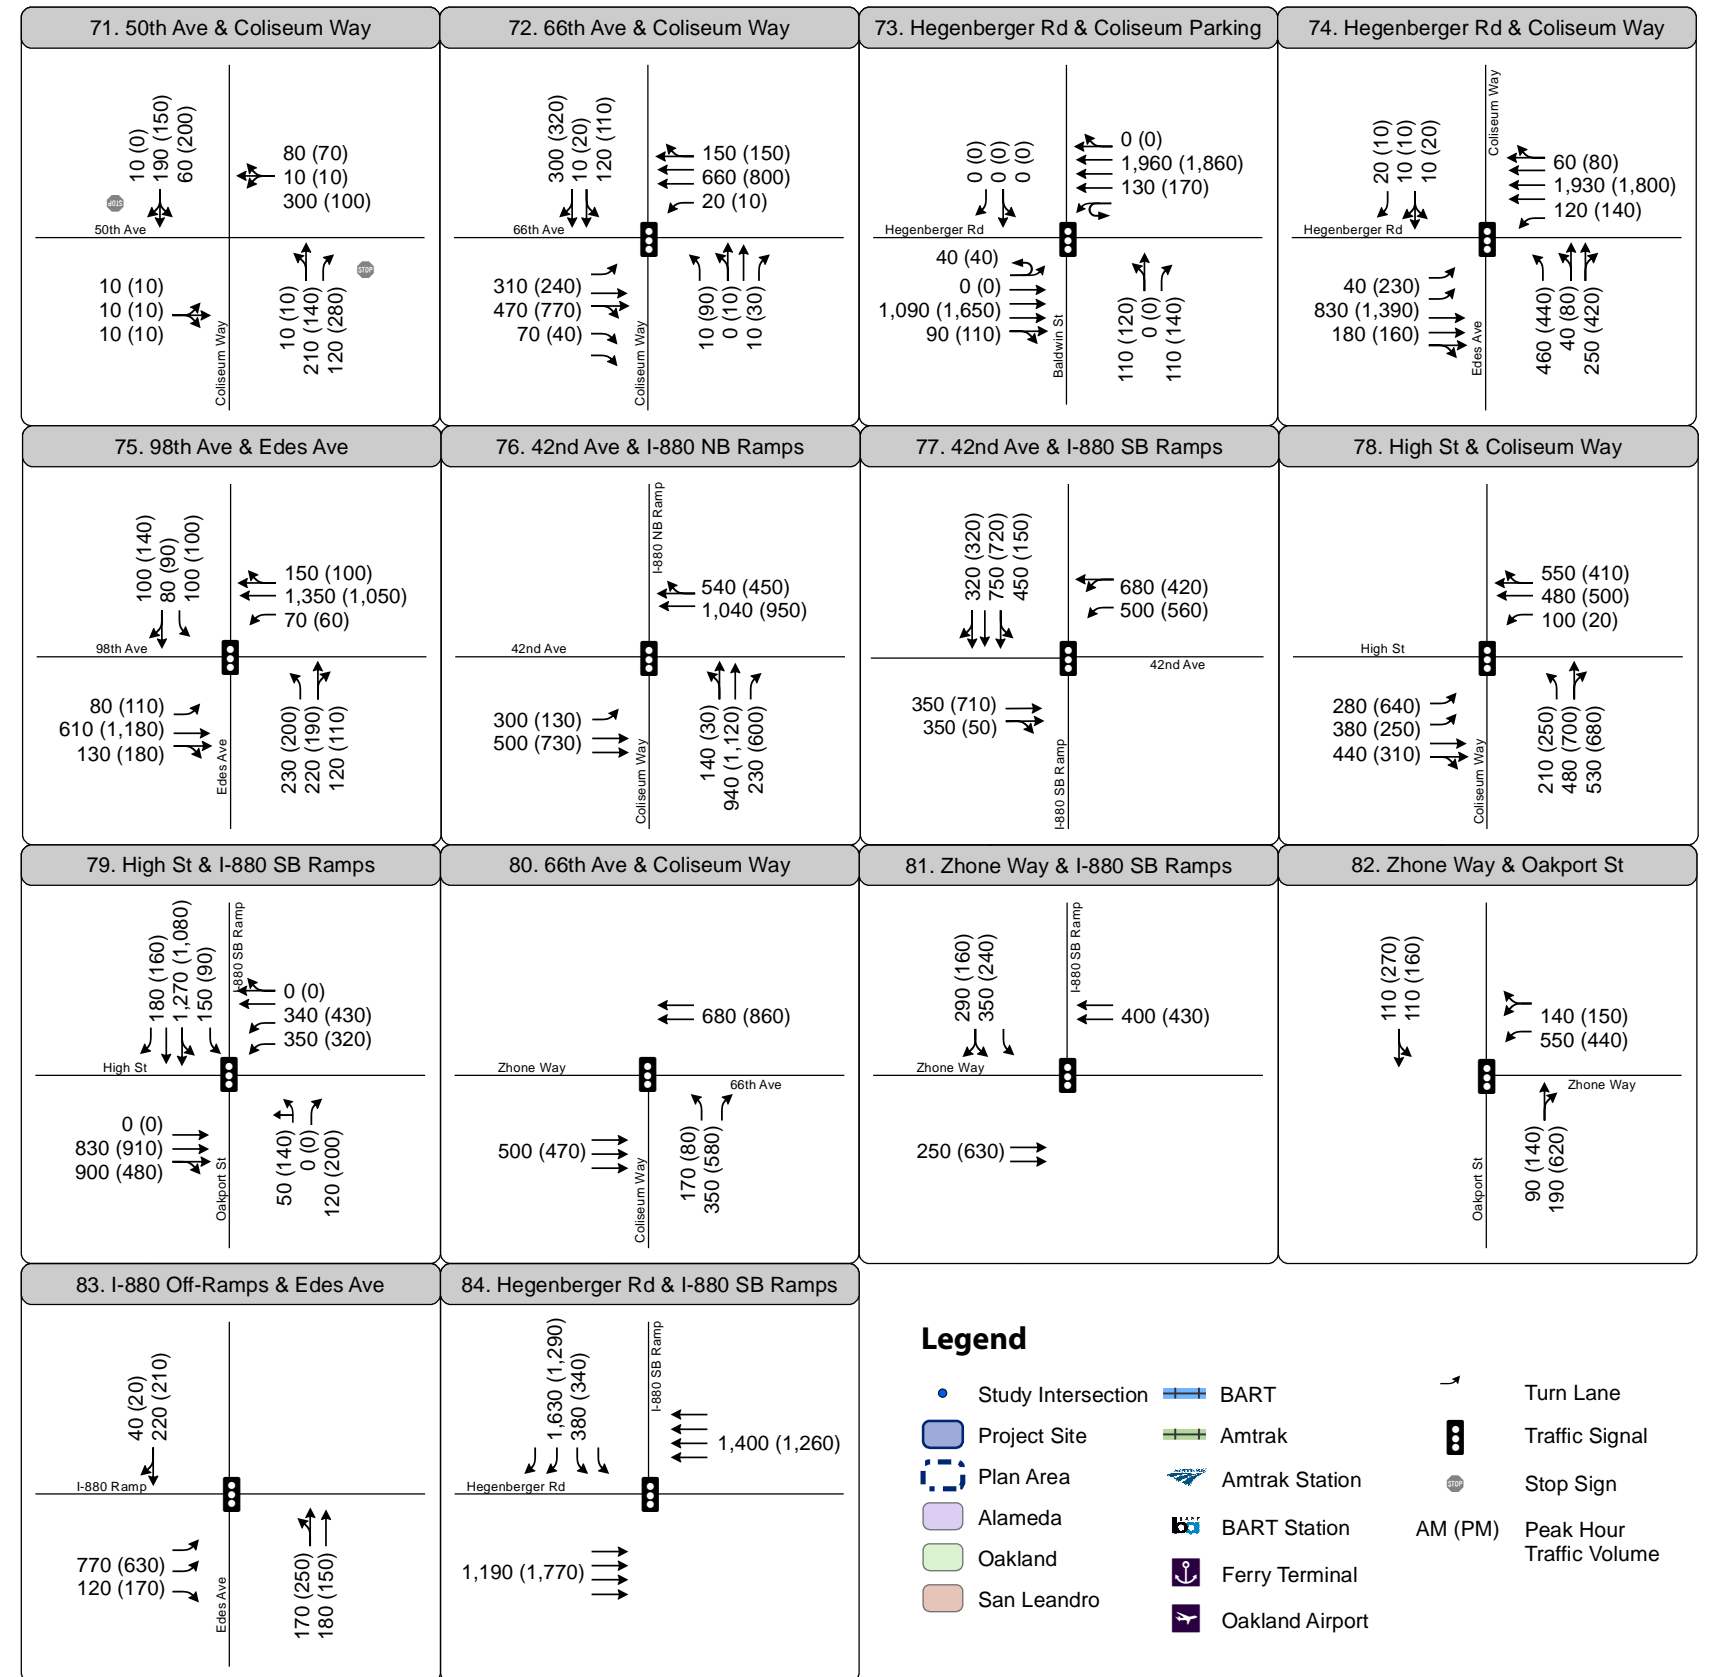 71. 50th Ave & Coliseum Way
10 (0)
190 (150)
60 (200)
80 (70)
10 (10)
300 (100)
STOP
50th Ave
STOP
10 (10)
10 (10)
10 (10)
Coliseum Way
10 (10)
210 (140)
120 (280)
72. 66th Ave & Coliseum Way
300 (320)
10 (20)
120 (110)
150 (150)
660 (800)
20 (10)
66th Ave
310 (240)
470 (770)
70 (40)
Coliseum Way
10 (90)
0 (10)
10 (30)
73. Hegenberger Rd & Coliseum Parking
0 (0)
0 (0)
0 (0)
0 (0)
1,960 (1,860)
130 (170)
Hegenberger Rd
40 (40)
0 (0)
1,090 (1,650)
90 (110)
Baldwin St
110 (120)
0 (0)
110 (140)
74. Hegenberger Rd & Coliseum Way
20 (10)
10 (10)
10 (20)
Coliseum Way
60 (80)
1,930 (1,800)
120 (140)
Hegenberger Rd
40 (230)
830 (1,390)
180 (160)
Edes Ave
460 (440)
40 (80)
250 (420)
75. 98th Ave & Edes Ave
100 (140)
80 (90)
100 (100)
150 (100)
1,350 (1,050)
70 (60)
98th Ave
80 (110)
610 (1,180)
130 (180)
Edes Ave
230 (200)
220 (190)
120 (110)
76. 42nd Ave & I-880 NB Ramps
I-880 NB Ramp
540 (450)
1,040 (950)
42nd Ave
300 (130)
500 (730)
Coliseum Way
140 (30)
940 (1,120)
230 (600)
77. 42nd Ave & I-880 SB Ramps
320 (320)
750 (720)
450 (150)
680 (420)
500 (560)
42nd Ave
350 (710)
350 (50)
I-880 SB Ramp
78. High St & Coliseum Way
550 (410)
480 (500)
100 (20)
High St
280 (640)
380 (250)
440 (310)
Coliseum Way
210 (250)
480 (700)
530 (680)
79. High St & I-880 SB Ramps
180 (160)
1,270 (1,080)
150 (90)
I-880 SB Ramp
0 (0)
340 (430)
350 (320)
High St
0 (0)
830 (910)
900 (480)
Oakport St
50 (140)
0 (0)
120 (200)
80. 66th Ave & Coliseum Way
680 (860)
Zhone Way
66th Ave
500 (470)
Coliseum Way
170 (80)
350 (580)
81. Zhone Way & I-880 SB Ramps
290 (160)
350 (240)
I-880 SB Ramp
400 (430)
Zhone Way
250 (630)
82. Zhone Way & Oakport St
110 (270)
110 (160)
140 (150)
550 (440)
Zhone Way
Oakport St
90 (140)
190 (620)
83. I-880 Off-Ramps & Edes Ave
40 (20)
220 (210)
I-880 Ramp
770 (630)
120 (170)
Edes Ave
170 (250)
180 (150)
84. Hegenberger Rd & I-880 SB Ramps
1,630 (1,290)
380 (340)
I-880 SB Ramp
1,400 (1,260)
Hegenberger Rd
1,190 (1,770)
Legend
Study Intersection
Project Site
Plan Area
Alameda
Oakland
San Leandro
BART
Amtrak
Amtrak Station
BART Station
Ferry Terminal
Oakland Airport
Turn Lane
Traffic Signal
STOP
Stop Sign
AM (PM)
Peak Hour
Traffic Volume